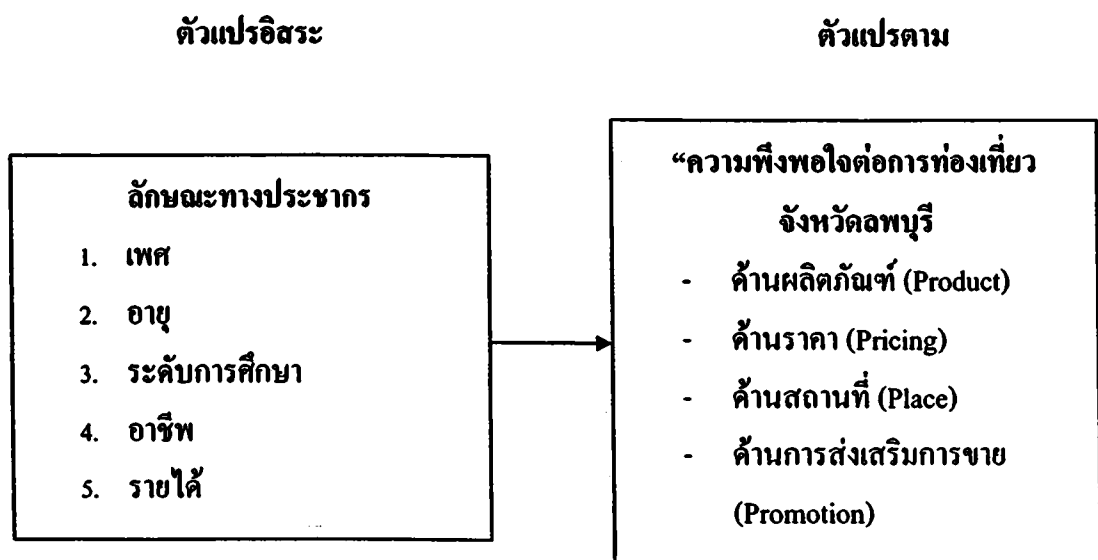 ตัวแปรอิสระ
ตัวแปรตาม
ลักษณะทางประชากร
1. เพศ
2. อายุ
3. ระดับการศึกษา
4. อาชีพ
5. รายได้
“ความพึงพอใจต่อการท่องเที่ยว
จังหวัดลพบุรี
- ด้านผลิตภัณฑ์ (Product)
- ด้านราคา (Pricing)
- ด้านสถานที่ (Place)
- ด้านการส่งเสริมการขาย
(Promotion)